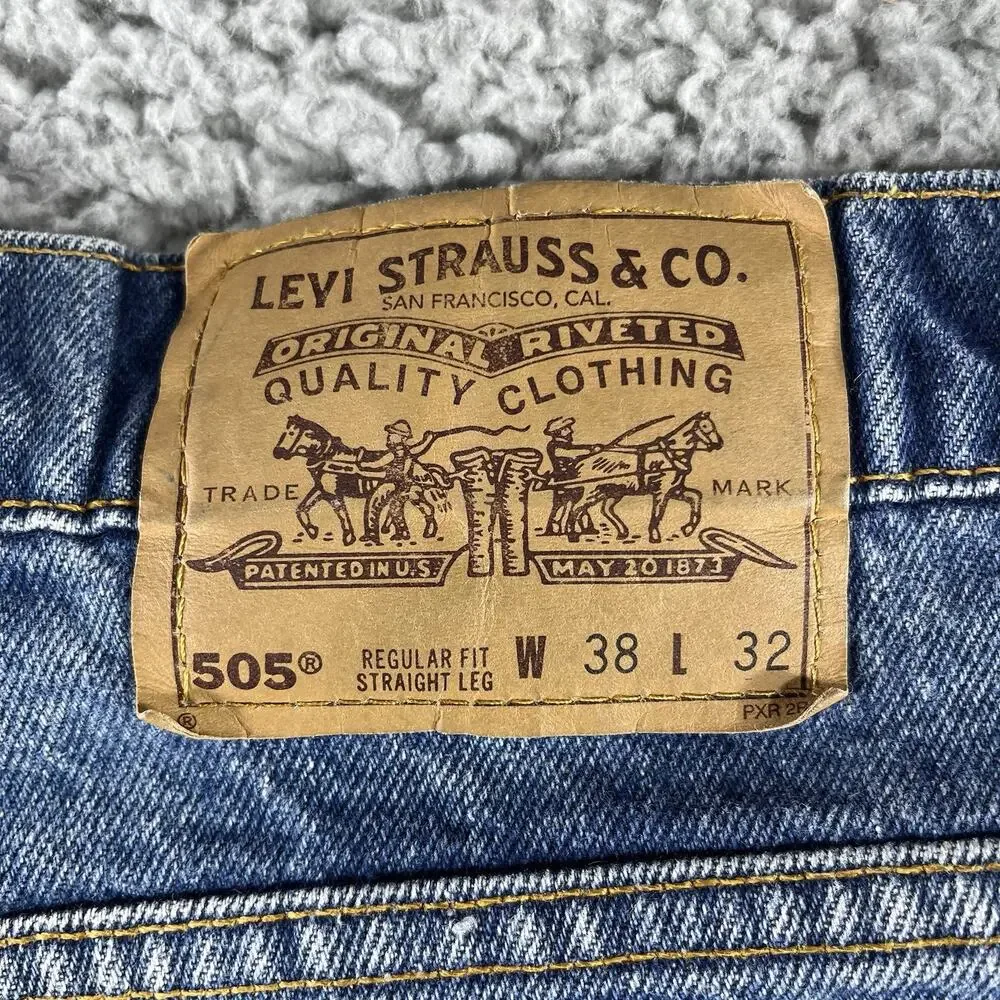 LEVI STRAUSS & CO.
SAN FRANCISCO, CAL.
ORIGINAL RIVETED
QUALITY CLOTHING
TRADE MARK
PATENTED IN U.S. MAY 20 1873
505® REGULAR FIT W 38 L 32
STRAIGHT LEG
® PXR